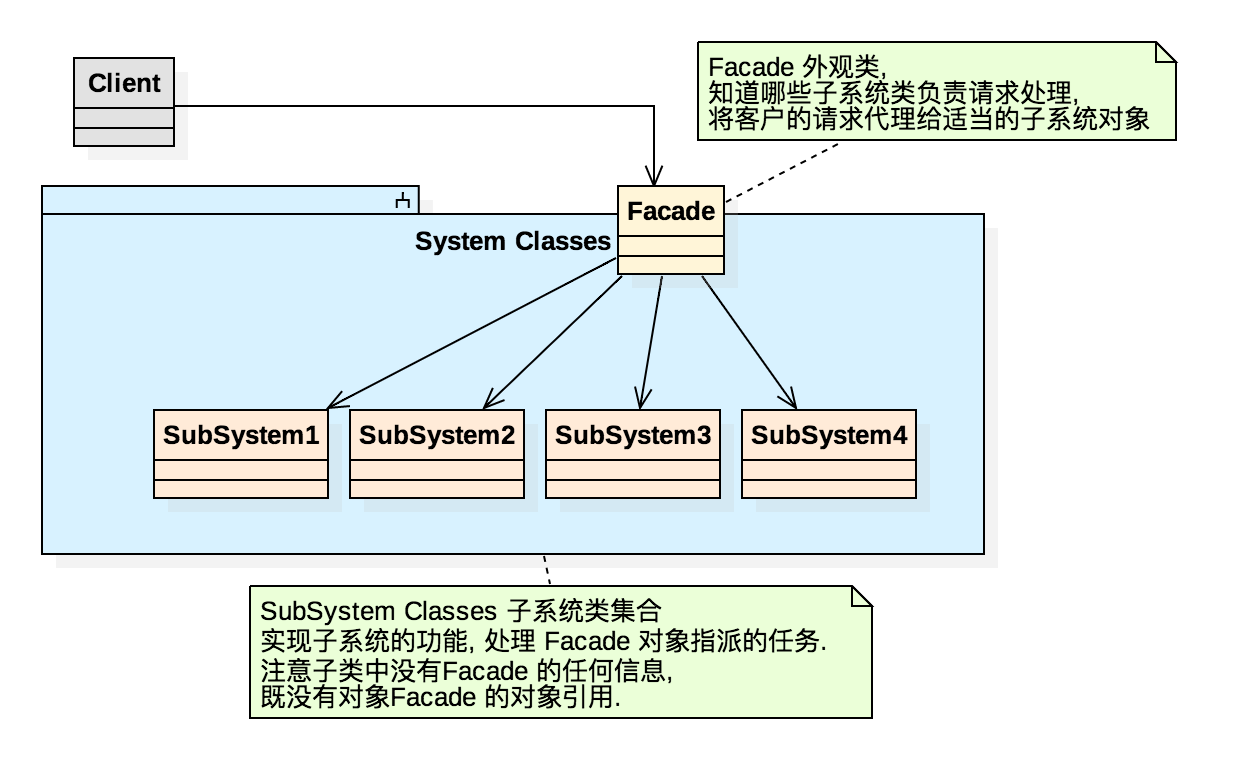 Client
Facade 外观类,
知道哪些子系统类负责请求处理,
将客户的请求代理给适当的子系统对象
Facade
System Classes
SubSystem1
SubSystem2
SubSystem3
SubSystem4
SubSystem Classes 子系统类集合
实现子系统的功能, 处理 Facade 对象指派的任务.
注意子类中没有Facade 的任何信息,
既没有对象Facade 的对象引用.